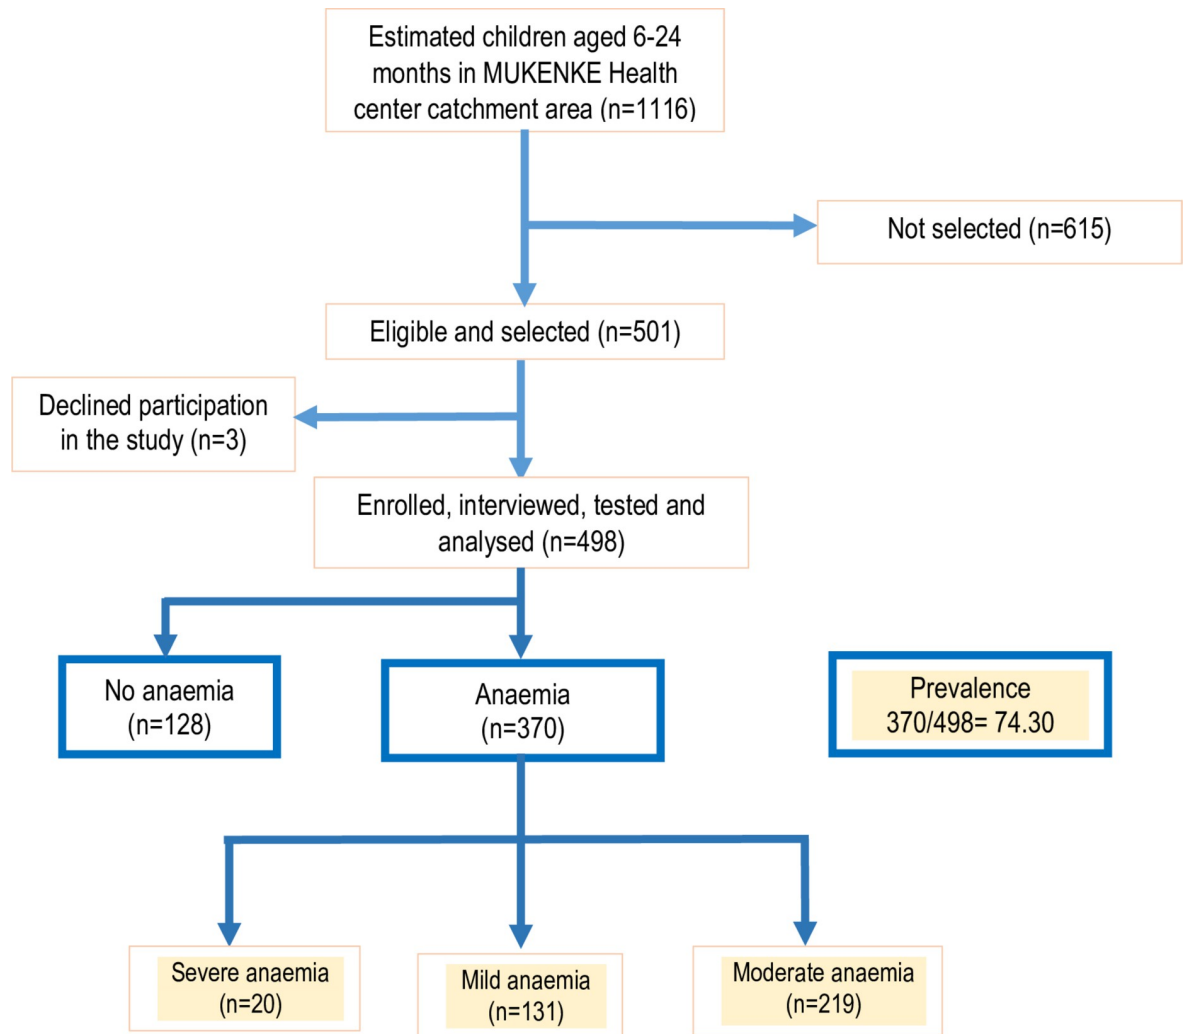 Estimated children aged 6-24
months in MUKENKE Health
center catchment area (n=1116)
Not selected (n=615)
Eligible and selected (n=501)
Declined participation
in the study (n=3)
Enrolled, interviewed, tested and
analysed (n=498)
No anaemia
(n=128)
Anaemia
(n=370)
Prevalence
370/498= 74.30
Severe anaemia
(n=20)
Mild anaemia
(n=131)
Moderate anaemia
(n=219)